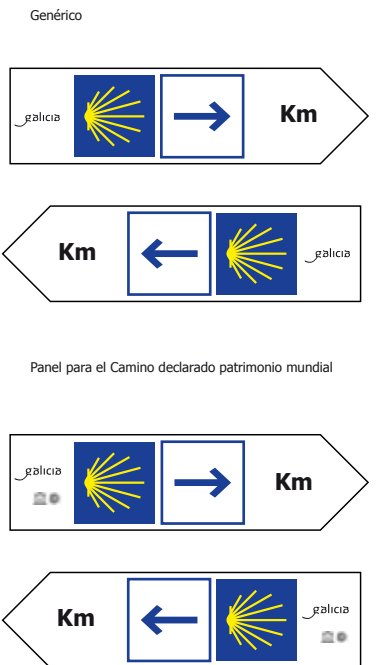 Genérico
galicia Km
Km galicia
Panel para el Camino declarado patrimonio mundial
galicia Km
Km galicia